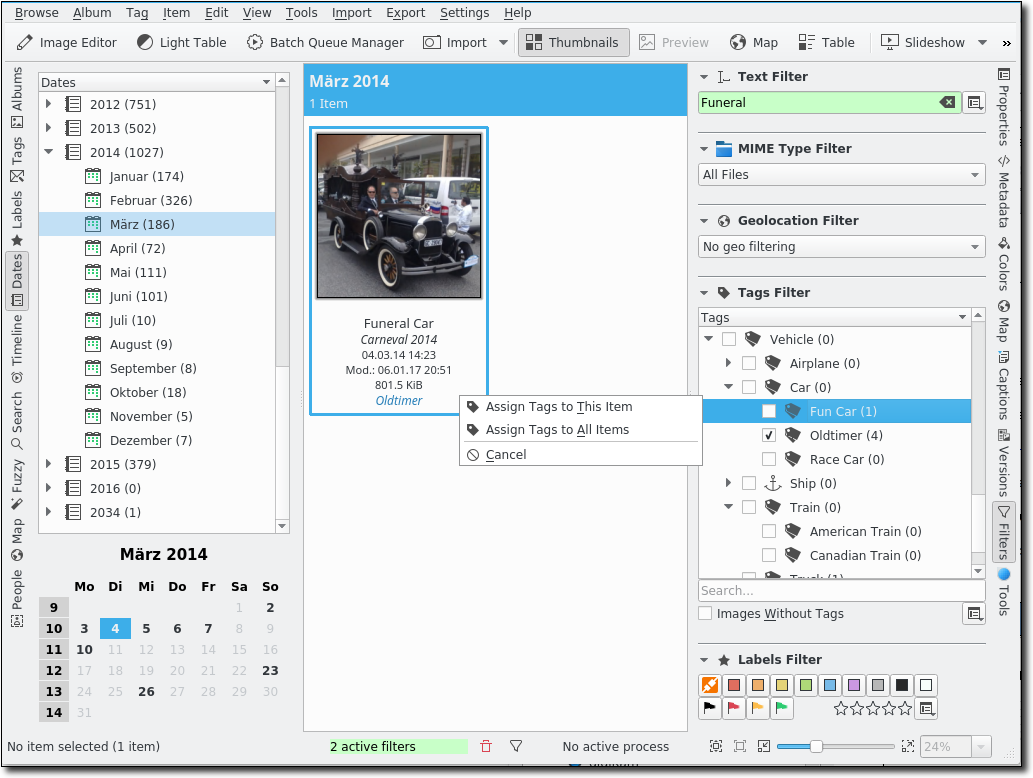 Browse Album Tag Item Edit View Tools Import Export Settings Help
Image Editor Light Table Batch Queue Manager Import Thumbnails Preview Map Table Slideshow »
Albums
Tags
Labels
Dates
Timeline
Search
Fuzzy
Map
People
Dates
2012 (751)
2013 (502)
2014 (1027)
Januar (174)
Februar (326)
März (186)
April (72)
Mai (111)
Juni (101)
Juli (10)
August (9)
September (8)
Oktober (18)
November (5)
Dezember (7)
2015 (379)
2016 (0)
2034 (1)
März 2014
Mo Di Mi Do Fr Sa So
9 1 2
10 3 4 5 6 7 8 9
11 10 11 12 13 14 15 16
12 17 18 19 20 21 22 23
13 24 25 26 27 28 29 30
14 31
März 2014
1 Item
Funeral Car
Carneval 2014
04.03.14 14:23
Mod.: 06.01.17 20:51
801.5 KiB
Oldtimer
Assign Tags to This Item
Assign Tags to All Items
Cancel
Text Filter
Funeral
MIME Type Filter
All Files
Geolocation Filter
No geo filtering
Tags Filter
Tags
Vehicle (0)
Airplane (0)
Car (0)
Fun Car (1)
Oldtimer (4)
Race Car (0)
Ship (0)
Train (0)
American Train (0)
Canadian Train (0)
Truck (1)
Search...
Images Without Tags
Labels Filter
Properties
Metadata
Colors
Map
Captions
Versions
Filters
Tools
No item selected (1 item) 2 active filters No active process 24%